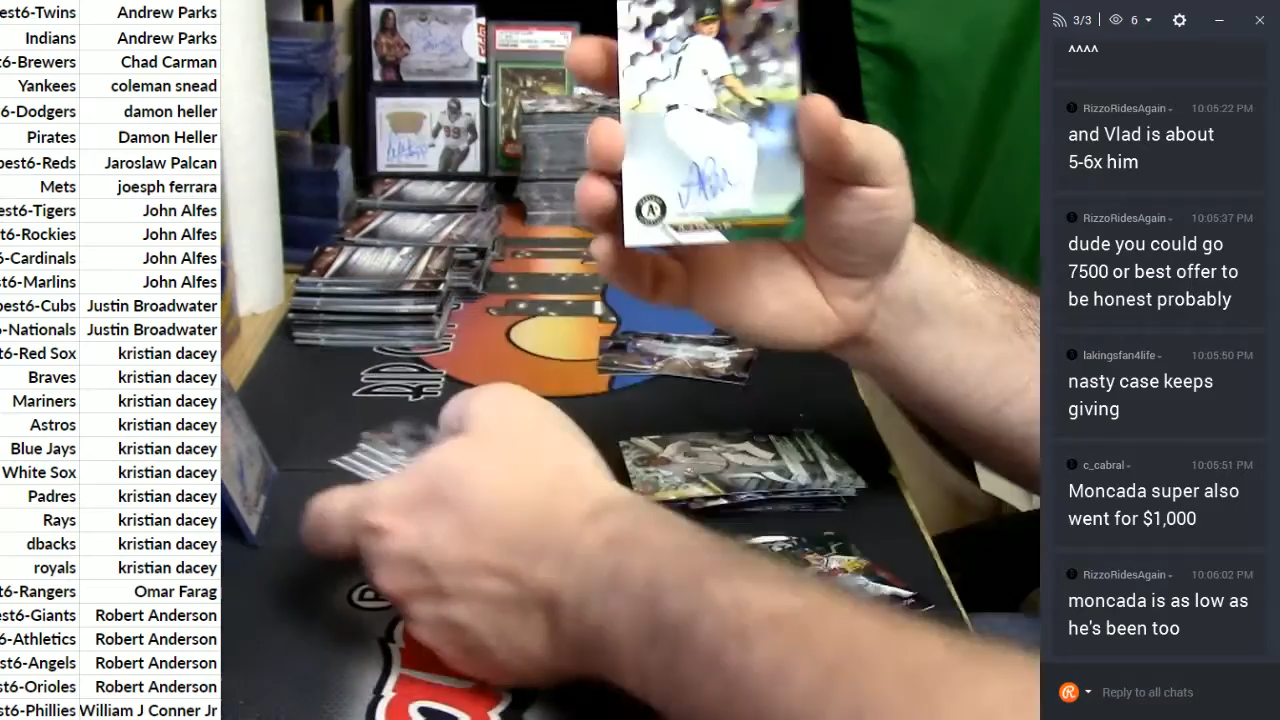 est6-Twins Andrew Parks
Indians Andrew Parks
6-Brewers Chad Carman
Yankees coleman snead
6-Dodgers damon heller
Pirates Damon Heller
best6-Reds Jaroslaw Palcan
Mets joesph ferrara
est6-Tigers John Alfes
t6-Rockies John Alfes
-Cardinals John Alfes
t6-Marlins John Alfes
best6-Cubs Justin Broadwater
-Nationals Justin Broadwater
t6-Red Sox kristian dacey
Braves kristian dacey
Mariners kristian dacey
Astros kristian dacey
Blue Jays kristian dacey
White Sox kristian dacey
Padres kristian dacey
Rays kristian dacey
dbacks kristian dacey
royals kristian dacey
t6-Rangers Omar Farag
est6-Giants Robert Anderson
6-Athletics Robert Anderson
est6-Angels Robert Anderson
st6-Orioles Robert Anderson
st6-Phillies William J Conner Jr
99
A's
RIP
3/3 6
^^^^
RizzoRidesAgain 10:05:22 PM
and Vlad is about
5-6x him
RizzoRidesAgain 10:05:37 PM
dude you could go
7500 or best offer to
be honest probably
lakingsfan4life 10:05:50 PM
nasty case keeps
giving
c_cabral 10:05:51 PM
Moncada super also
went for $1,000
RizzoRidesAgain 10:06:02 PM
moncada is as low as
he's been too
Reply to all chats